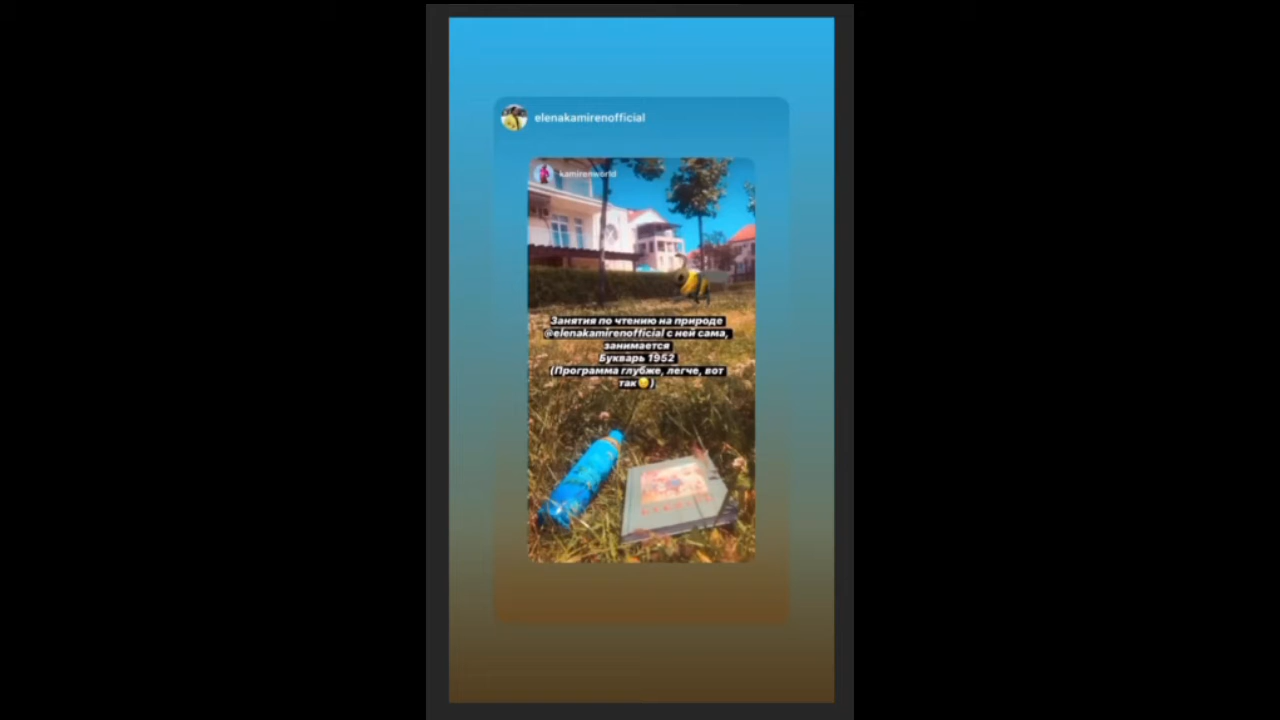 elenakamirenofficial
kamirenworld
Занятия по чтению на природе
@elenakamirenofficial с ней сама,
занимается
Букварь 1952
(Программа глубже, легче, вот
так😉)